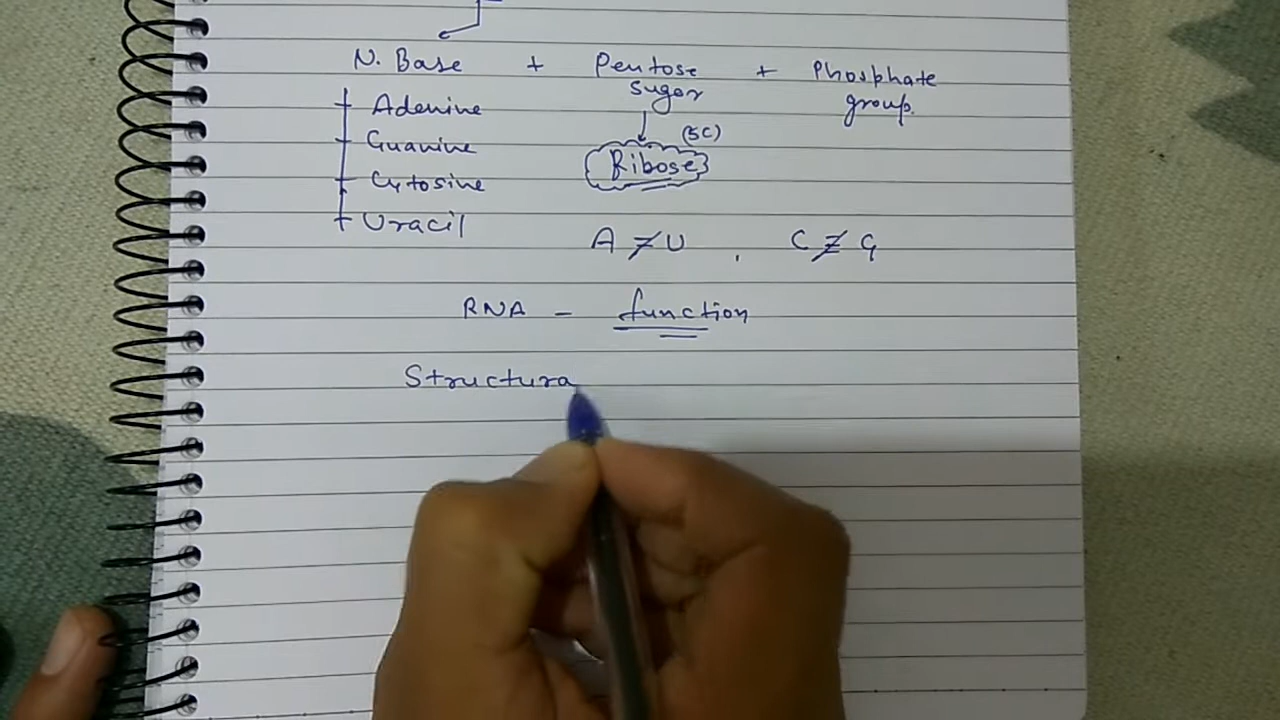 N. Base + Pentose sugar + Phosphate group.
Adenine
Guanine (5C)
Cytosine Ribose
Uracil
A ≠ U , C ≠ G
RNA - function
Structura